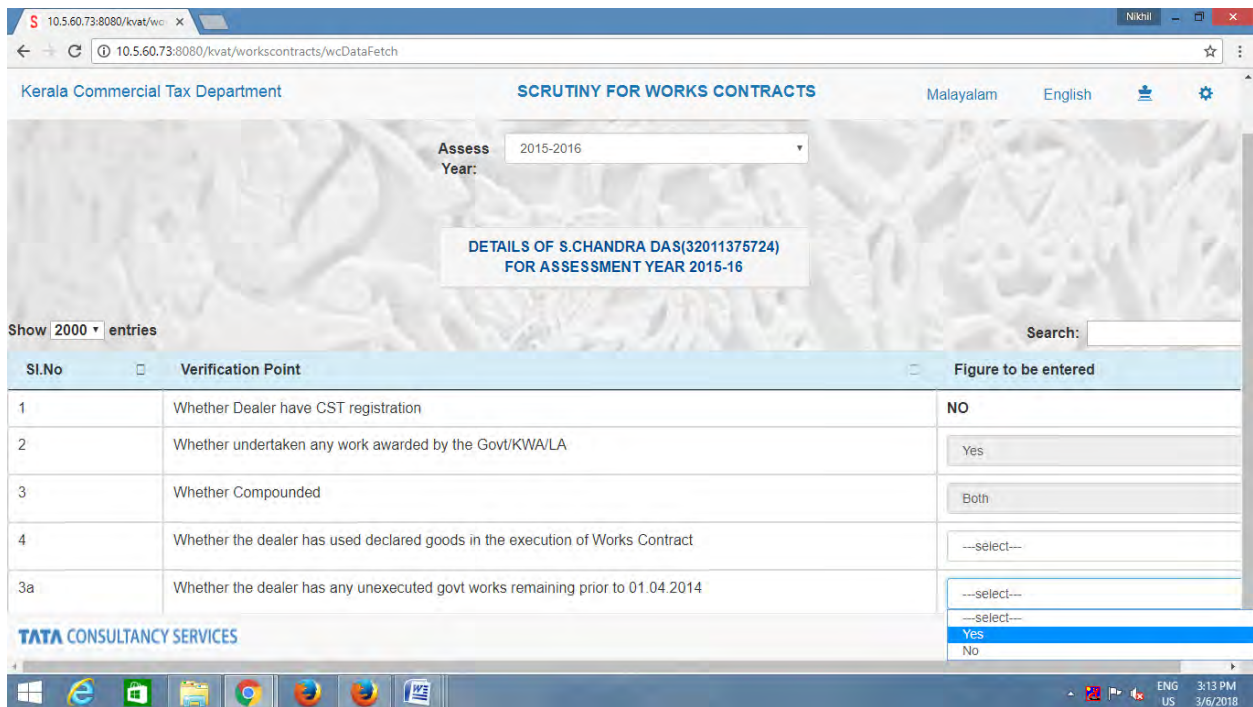 S 10.5.60.73:8080/kvat/wo
Nikhil
10.5.60.73:8080/kvat/workscontracts/wcDataFetch
Kerala Commercial Tax Department SCRUTINY FOR WORKS CONTRACTS Malayalam English
Assess Year: 2015-2016
DETAILS OF S.CHANDRA DAS(32011375724)
FOR ASSESSMENT YEAR 2015-16
Show 2000 entries Search:
Sl.No Verification Point Figure to be entered
1 Whether Dealer have CST registration NO
2 Whether undertaken any work awarded by the Govt/KWA/LA Yes
3 Whether Compounded Both
4 Whether the dealer has used declared goods in the execution of Works Contract ---select---
3a Whether the dealer has any unexecuted govt works remaining prior to 01.04.2014 ---select---
---select---
Yes
No
TATA CONSULTANCY SERVICES
ENG 3:13 PM
US 3/6/2018